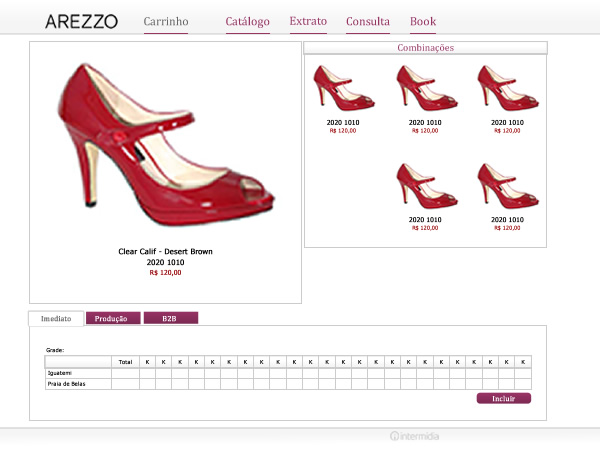 AREZZO Carrinho Catálogo Extrato Consulta Book
Combinações
2020 1010 2020 1010 2020 1010
R$ 120,00 R$ 120,00 R$ 120,00
2020 1010 2020 1010
R$ 120,00 R$ 120,00
Clear Calif - Desert Brown
2020 1010
R$ 120,00
Imediato Produção B2B
Grade:
Total K K K K K K K K K K K K K K K K K K K K K K K K
Iguatemi
Praia de Belas
Incluir
intermidia